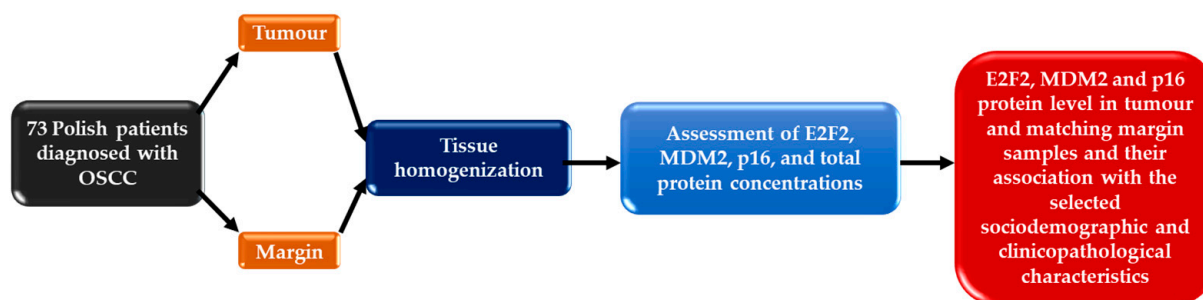 73 Polish patients
diagnosed with
OSCC
Tumour
Margin
Tissue
homogenization
Assessment of E2F2,
MDM2, p16, and total
protein concentrations
E2F2, MDM2 and p16
protein level in tumour
and matching margin
samples and their
association with the
selected
sociodemographic and
clinicopathological
characteristics